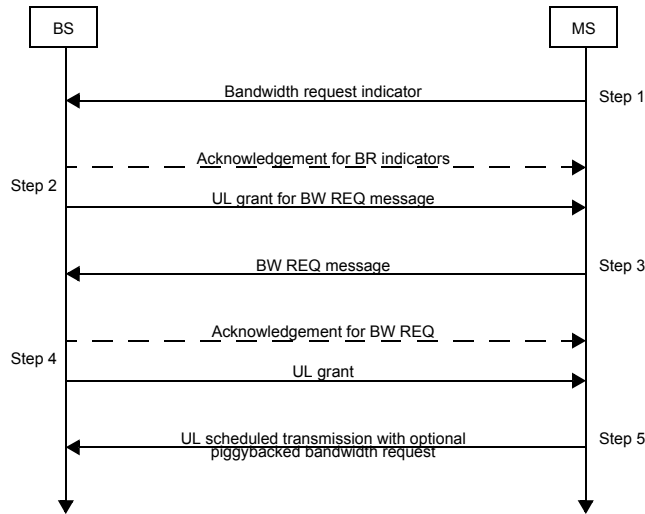 BS
MS
Bandwidth request indicator
Step 1
Acknowledgement for BR indicators
Step 2
UL grant for BW REQ message
BW REQ message
Step 3
Acknowledgement for BW REQ
Step 4
UL grant
UL scheduled transmission with optional
piggybacked bandwidth request
Step 5